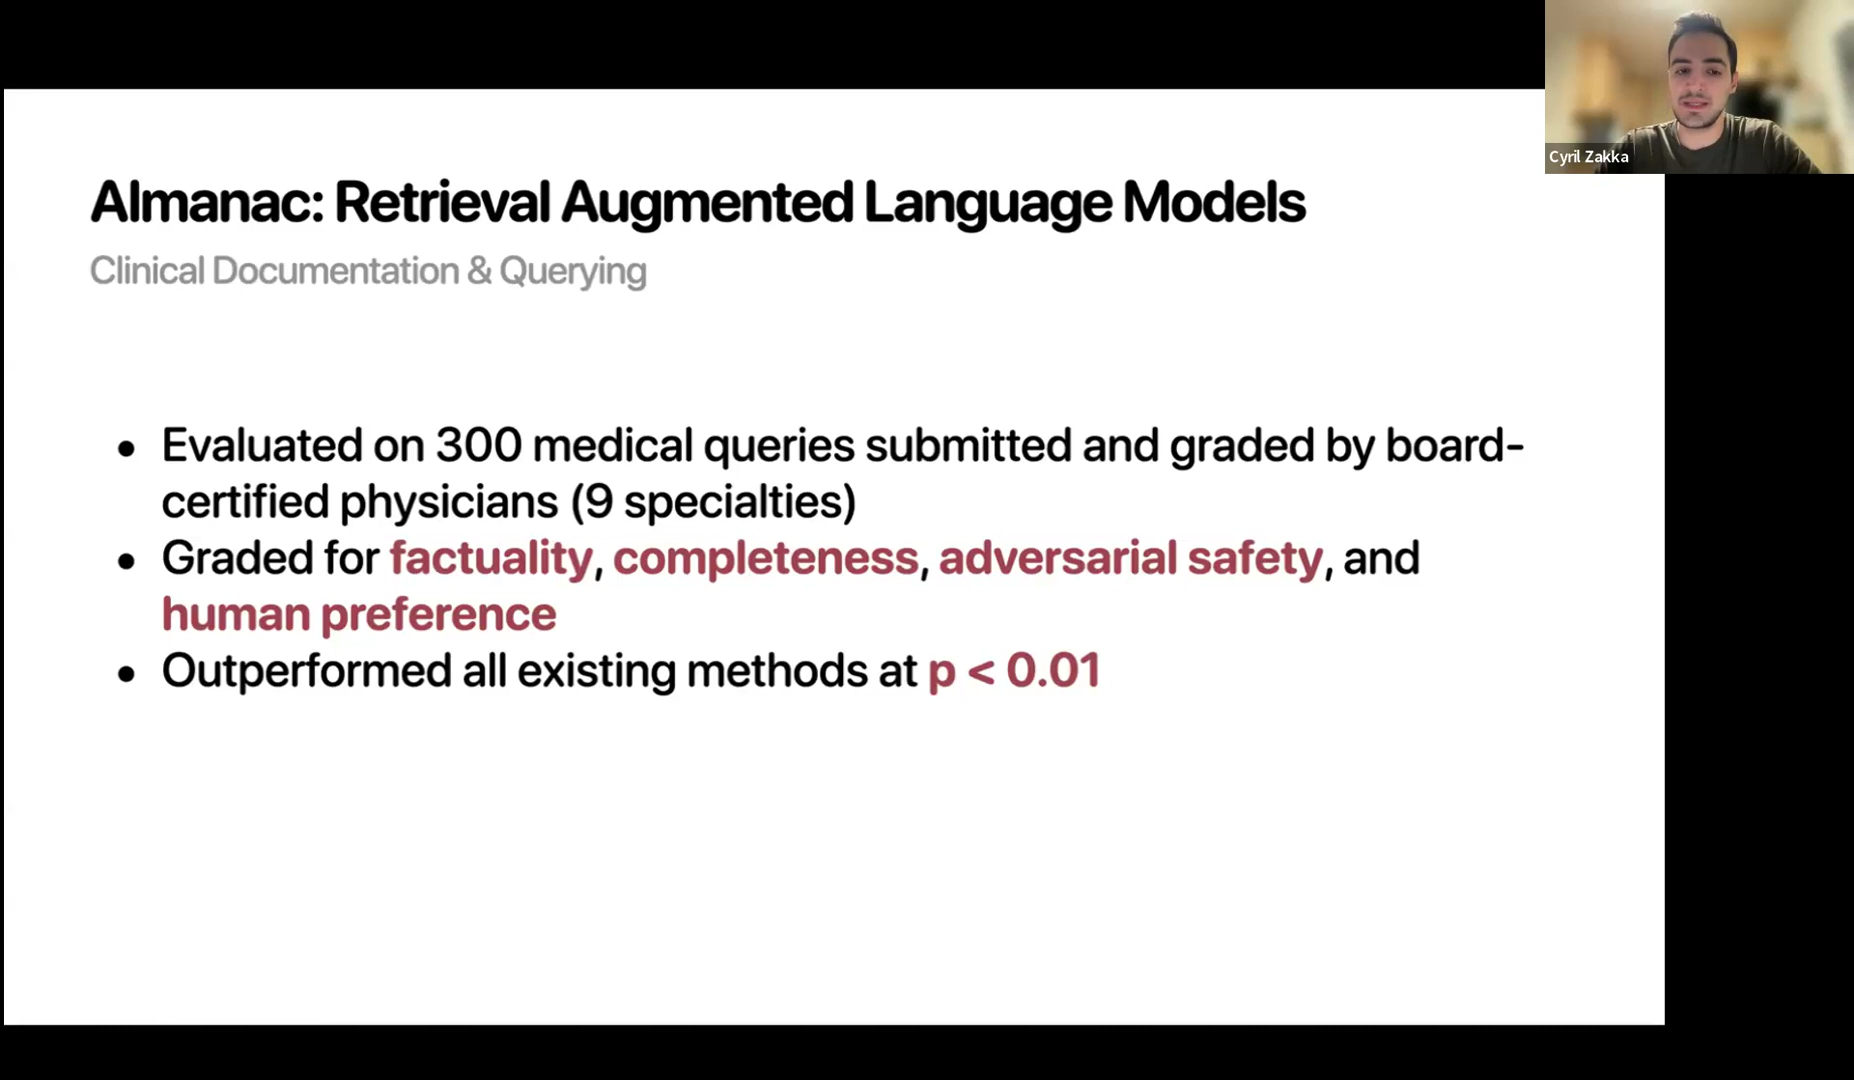 Cyril Zakka
Almanac: Retrieval Augmented Language Models
Clinical Documentation & Querying
• Evaluated on 300 medical queries submitted and graded by board-
certified physicians (9 specialties)
• Graded for factuality, completeness, adversarial safety, and
human preference
• Outperformed all existing methods at p < 0.01